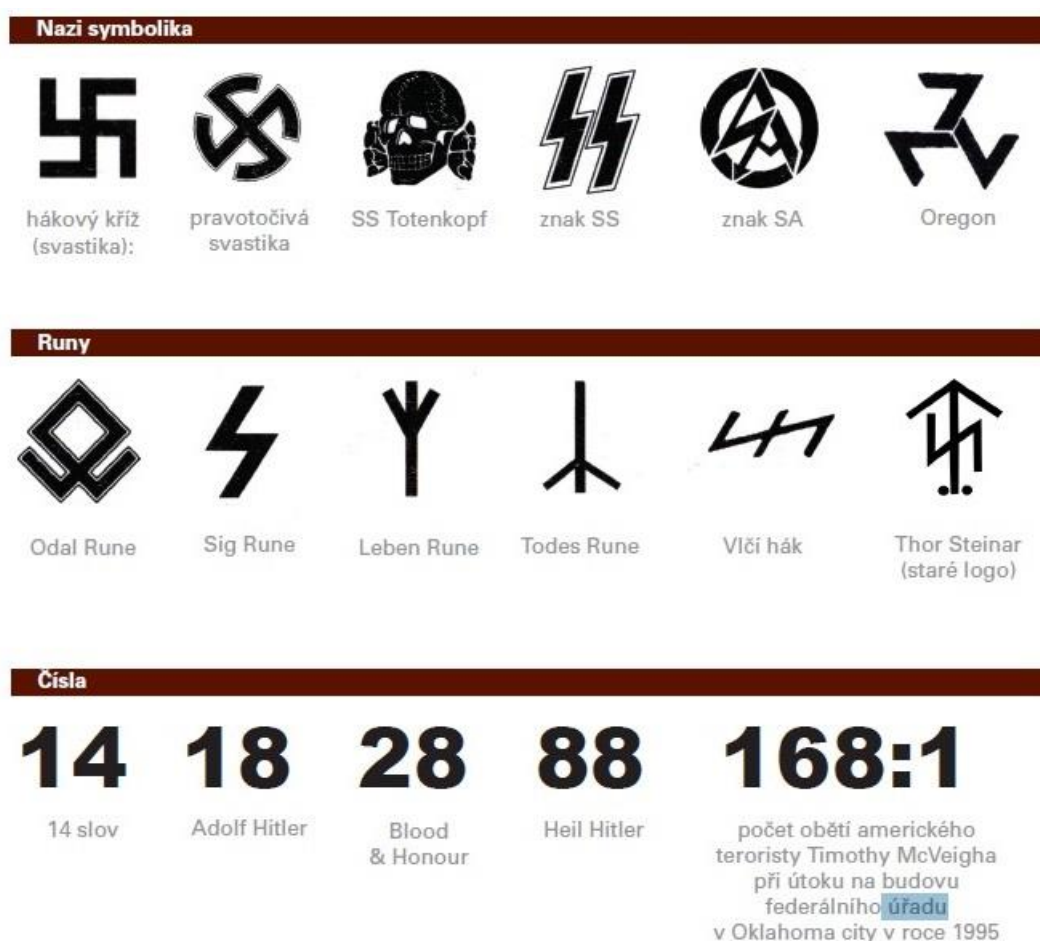 Nazi symbolika
hákový kříž
(svastika):
pravotočivá
svastika
SS Totenkopf
znak SS
znak SA
Oregon
Runy
Odal Rune
Sig Rune
Leben Rune
Todes Rune
Vlčí hák
Thor Steinar
(staré logo)
Čísla
14
14 slov
18
Adolf Hitler
28
Blood
& Honour
88
Heil Hitler
168:1
počet obětí amerického
teroristy Timothy McVeigha
při útoku na budovu
federálního úřadu
v Oklahoma city v roce 1995